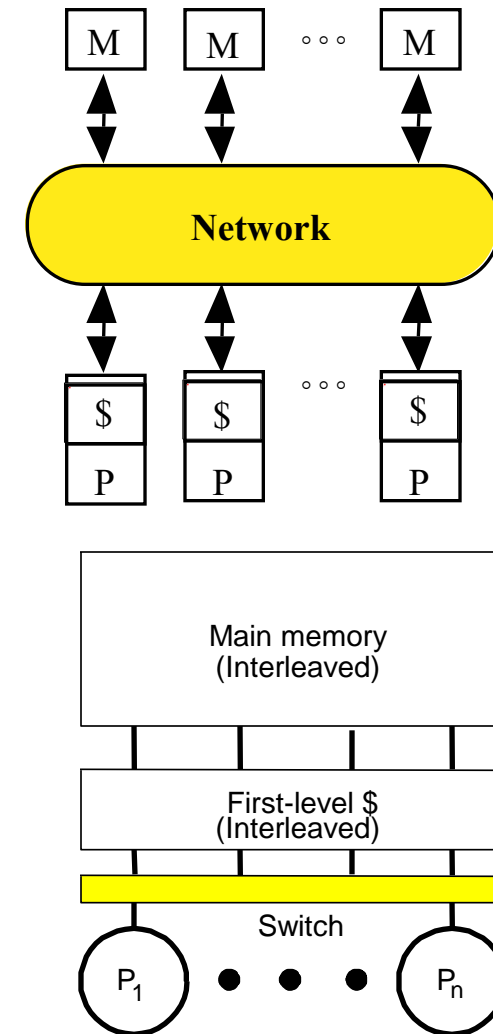 M M ° ° ° M
Network
$ $ ° ° ° $
P P P
Main memory
(Interleaved)
First-level $
(Interleaved)
Switch
P1 • • • Pn